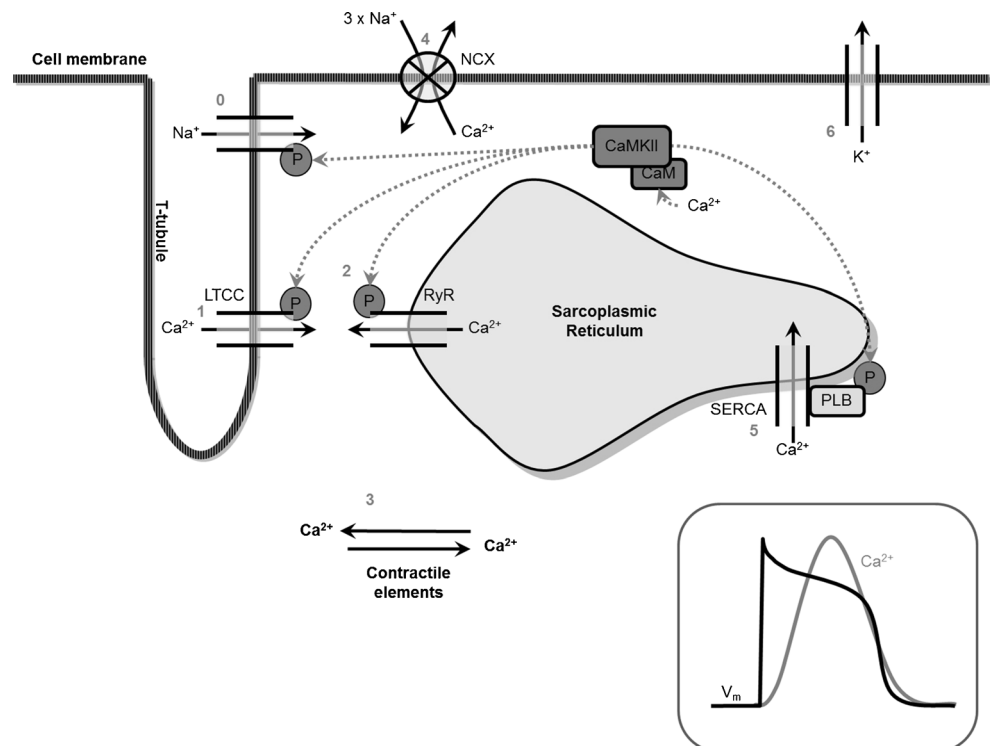 3 x Na⁺
4
NCX
Cell membrane
0
Na⁺
P
Ca²⁺
6
K⁺
CaMKII
CaM
Ca²⁺
T-tubule
2
LTCC
P
P
RyR
1
Ca²⁺
Ca²⁺
Sarcoplasmic
Reticulum
P
PLB
SERCA
5
Ca²⁺
3
Ca²⁺
Ca²⁺
Contractile
elements
Ca²⁺
Vₘ